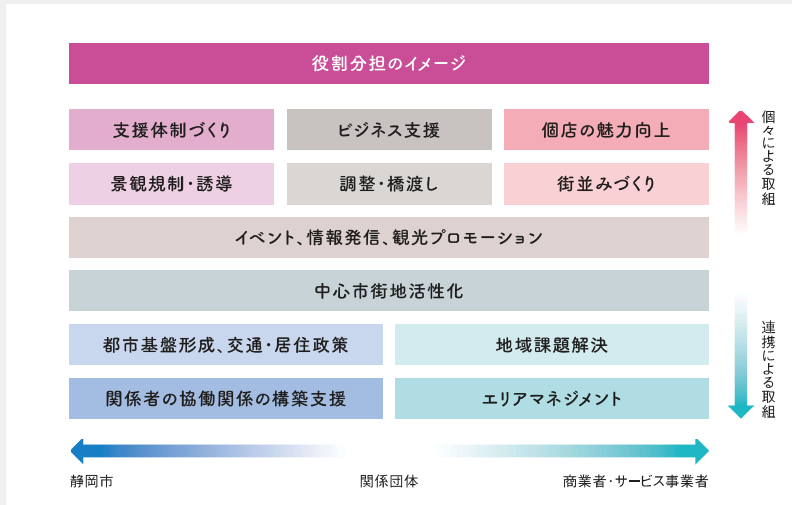 役割分担のイメージ
支援体制づくり
ビジネス支援
個店の魅力向上
景観規制・誘導
調整・橋渡し
街並みづくり
イベント、情報発信、観光プロモーション
中心市街地活性化
都市基盤形成、交通・居住政策
地域課題解決
関係者の協働関係の構築支援
エリアマネジメント
個々による取組
連携による取組
静岡市
関係団体
商業者・サービス事業者